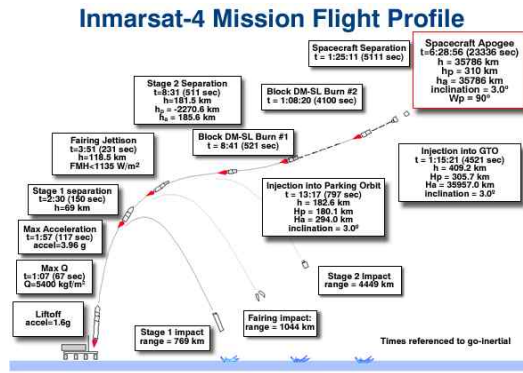 Inmarsat-4 Mission Flight Profile
Spacecraft Separation
t = 1:25:11 (5111 sec)
Spacecraft Apogee
t=6:28:56 (23336 sec)
h = 35786 km
hp = 310 km
ha = 35786 km
inclination = 3.0º
Wp = 90º
Stage 2 Separation
t=8:31 (511 sec)
h=181.5 km
hp = -2270.6 km
ha = 185.6 km
Block DM-SL Burn #2
t = 1:08:20 (4100 sec)
Block DM-SL Burn #1
t = 8:41 (521 sec)
Fairing Jettison
t=3:51 (231 sec)
h=118.5 km
FMH<1135 W/m²
Injection into GTO
t = 1:15:21 (4521 sec)
h = 409.2 km
Hp = 305.7 km
Ha = 35957.0 km
inclination = 3.0º
Injection into Parking Orbit
t = 13:17 (797 sec)
h = 182.6 km
Hp = 180.1 km
Ha = 294.0 km
inclination = 3.0º
Stage 1 separation
t=2:30 (150 sec)
h=69 km
Max Acceleration
t=1:57 (117 sec)
accel=3.96 g
Max Q
t=1:07 (67 sec)
Q=5400 kgf/m²
Stage 2 Impact
range = 4449 km
Liftoff
accel=1.6g
Stage 1 impact
range = 769 km
Fairing impact:
range = 1044 km
Times referenced to go-inertial